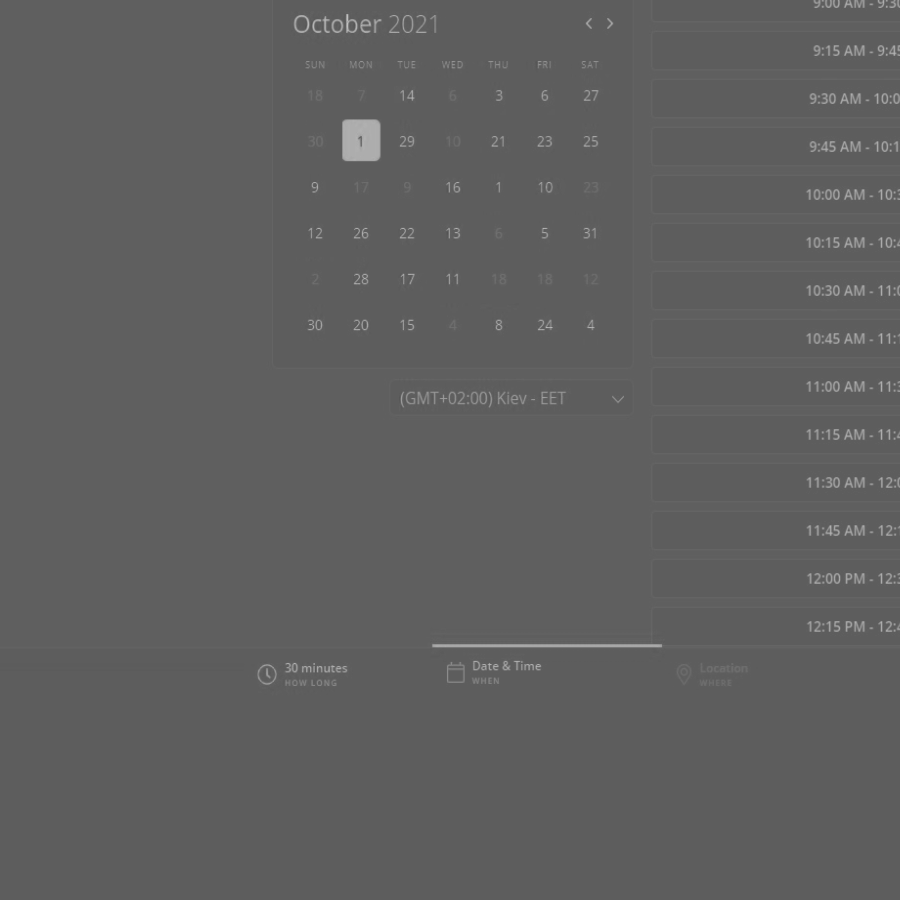 October 2021
SUN MON TUE WED THU FRI SAT
18 7 14 6 3 6 27
30 1 29 10 21 23 25
9 17 9 16 1 10 23
12 26 22 13 6 5 31
2 28 17 11 18 18 12
30 20 15 4 8 24 4
(GMT+02:00) Kiev - EET
9:00 AM - 9:30
9:15 AM - 9:45
9:30 AM - 10:0
9:45 AM - 10:1
10:00 AM - 10:3
10:15 AM - 10:4
10:30 AM - 11:0
10:45 AM - 11:1
11:00 AM - 11:3
11:15 AM - 11:4
11:30 AM - 12:0
11:45 AM - 12:1
12:00 PM - 12:3
12:15 PM - 12:4
30 minutes
HOW LONG
Date & Time
WHEN
Location
WHERE